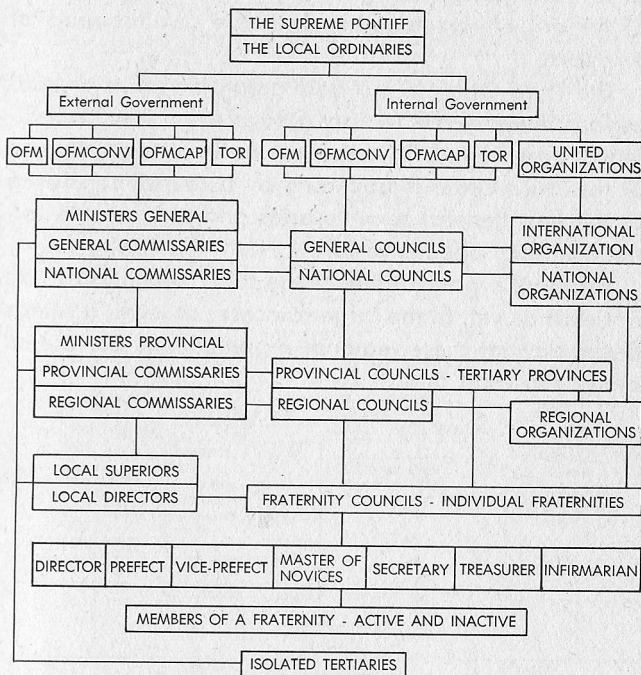 THE SUPREME PONTIFF
THE LOCAL ORDINARIES
External Government
Internal Government
OFM
OFMCONV
OFMCAP
TOR
OFM
OFMCONV
OFMCAP
TOR
UNITED
ORGANIZATIONS
MINISTERS GENERAL
GENERAL COMMISSARIES
NATIONAL COMMISSARIES
GENERAL COUNCILS
NATIONAL COUNCILS
INTERNATIONAL
ORGANIZATION
NATIONAL
ORGANIZATIONS
MINISTERS PROVINCIAL
PROVINCIAL COMMISSARIES
REGIONAL COMMISSARIES
PROVINCIAL COUNCILS - TERTIARY PROVINCES
REGIONAL COUNCILS
REGIONAL
ORGANIZATIONS
LOCAL SUPERIORS
LOCAL DIRECTORS
FRATERNITY COUNCILS - INDIVIDUAL FRATERNITIES
DIRECTOR
PREFECT
VICE-PREFECT
MASTER OF
NOVICES
SECRETARY
TREASURER
INFIRMARIAN
MEMBERS OF A FRATERNITY - ACTIVE AND INACTIVE
ISOLATED TERTIARIES